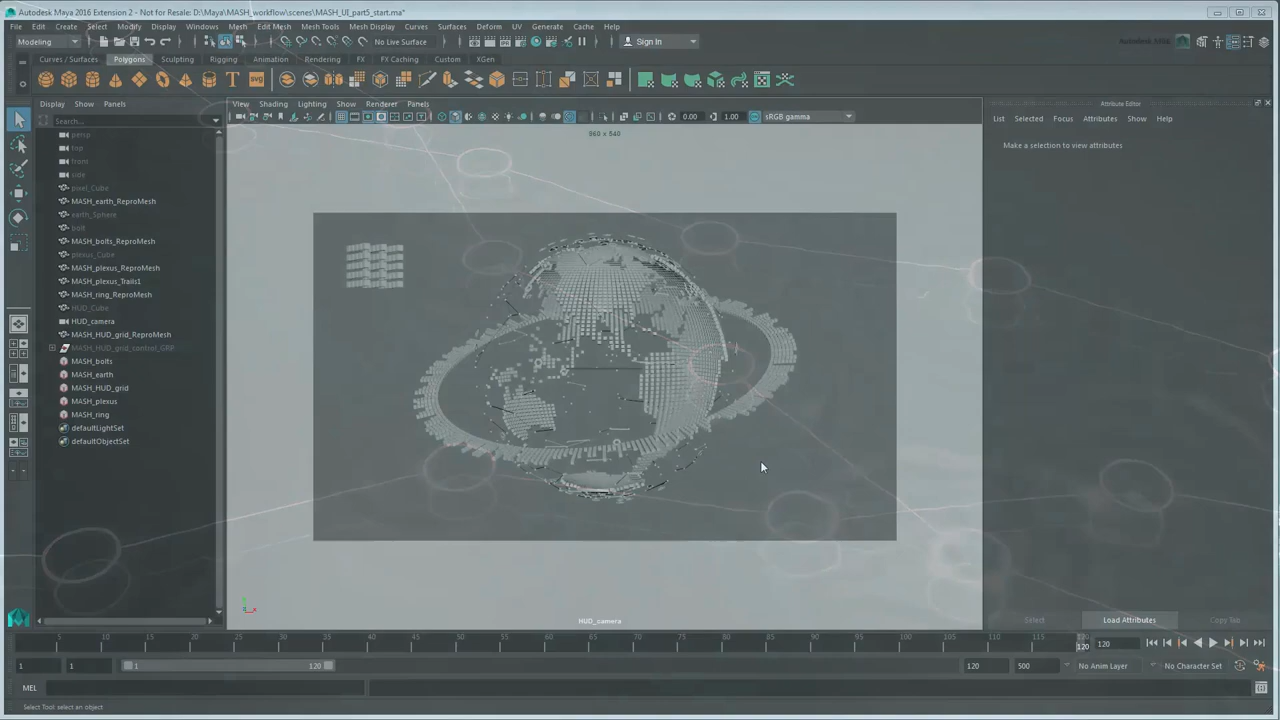 Autodesk Maya 2016 Extension 2 - Not for Resale: D:\Maya\MASH_workflow\scenes\MASH_UI_part5_start.ma*
File Edit Create Select Modify Display Windows Mesh Edit Mesh Mesh Tools Mesh Display Curves Surfaces Deform UV Generate Cache Help
Modeling No Live Surface Sign In
Curves / Surfaces Polygons Sculpting Rigging Animation Rendering FX FX Caching Custom XGen
SVG
Display Show Panels View Shading Lighting Show Renderer Panels Attribute Editor
Search... 0.00 1.00 sRGB gamma List Selected Focus Attributes Show Help
960 x 540
persp
top
front
side
pixel_Cube
MASH_earth_ReproMesh
earth_Sphere
bolt
MASH_bolts_ReproMesh
plexus_Cube
MASH_plexus_ReproMesh
MASH_plexus_Trails1
MASH_ring_ReproMesh
HUD_Cube
HUD_camera
MASH_HUD_grid_ReproMesh
MASH_HUD_grid_control_GRP
MASH_bolts
MASH_earth
MASH_HUD_grid
MASH_plexus
MASH_ring
defaultLightSet
defaultObjectSet
Make a selection to view attributes
HUD_camera
Select Load Attributes Copy Tab
5 10 15 20 25 30 35 40 45 50 55 60 65 70 75 80 85 90 95 100 105 110 115 120
120 120
1 1 1 120 120 500 No Anim Layer No Character Set
MEL
Select Tool: select an object